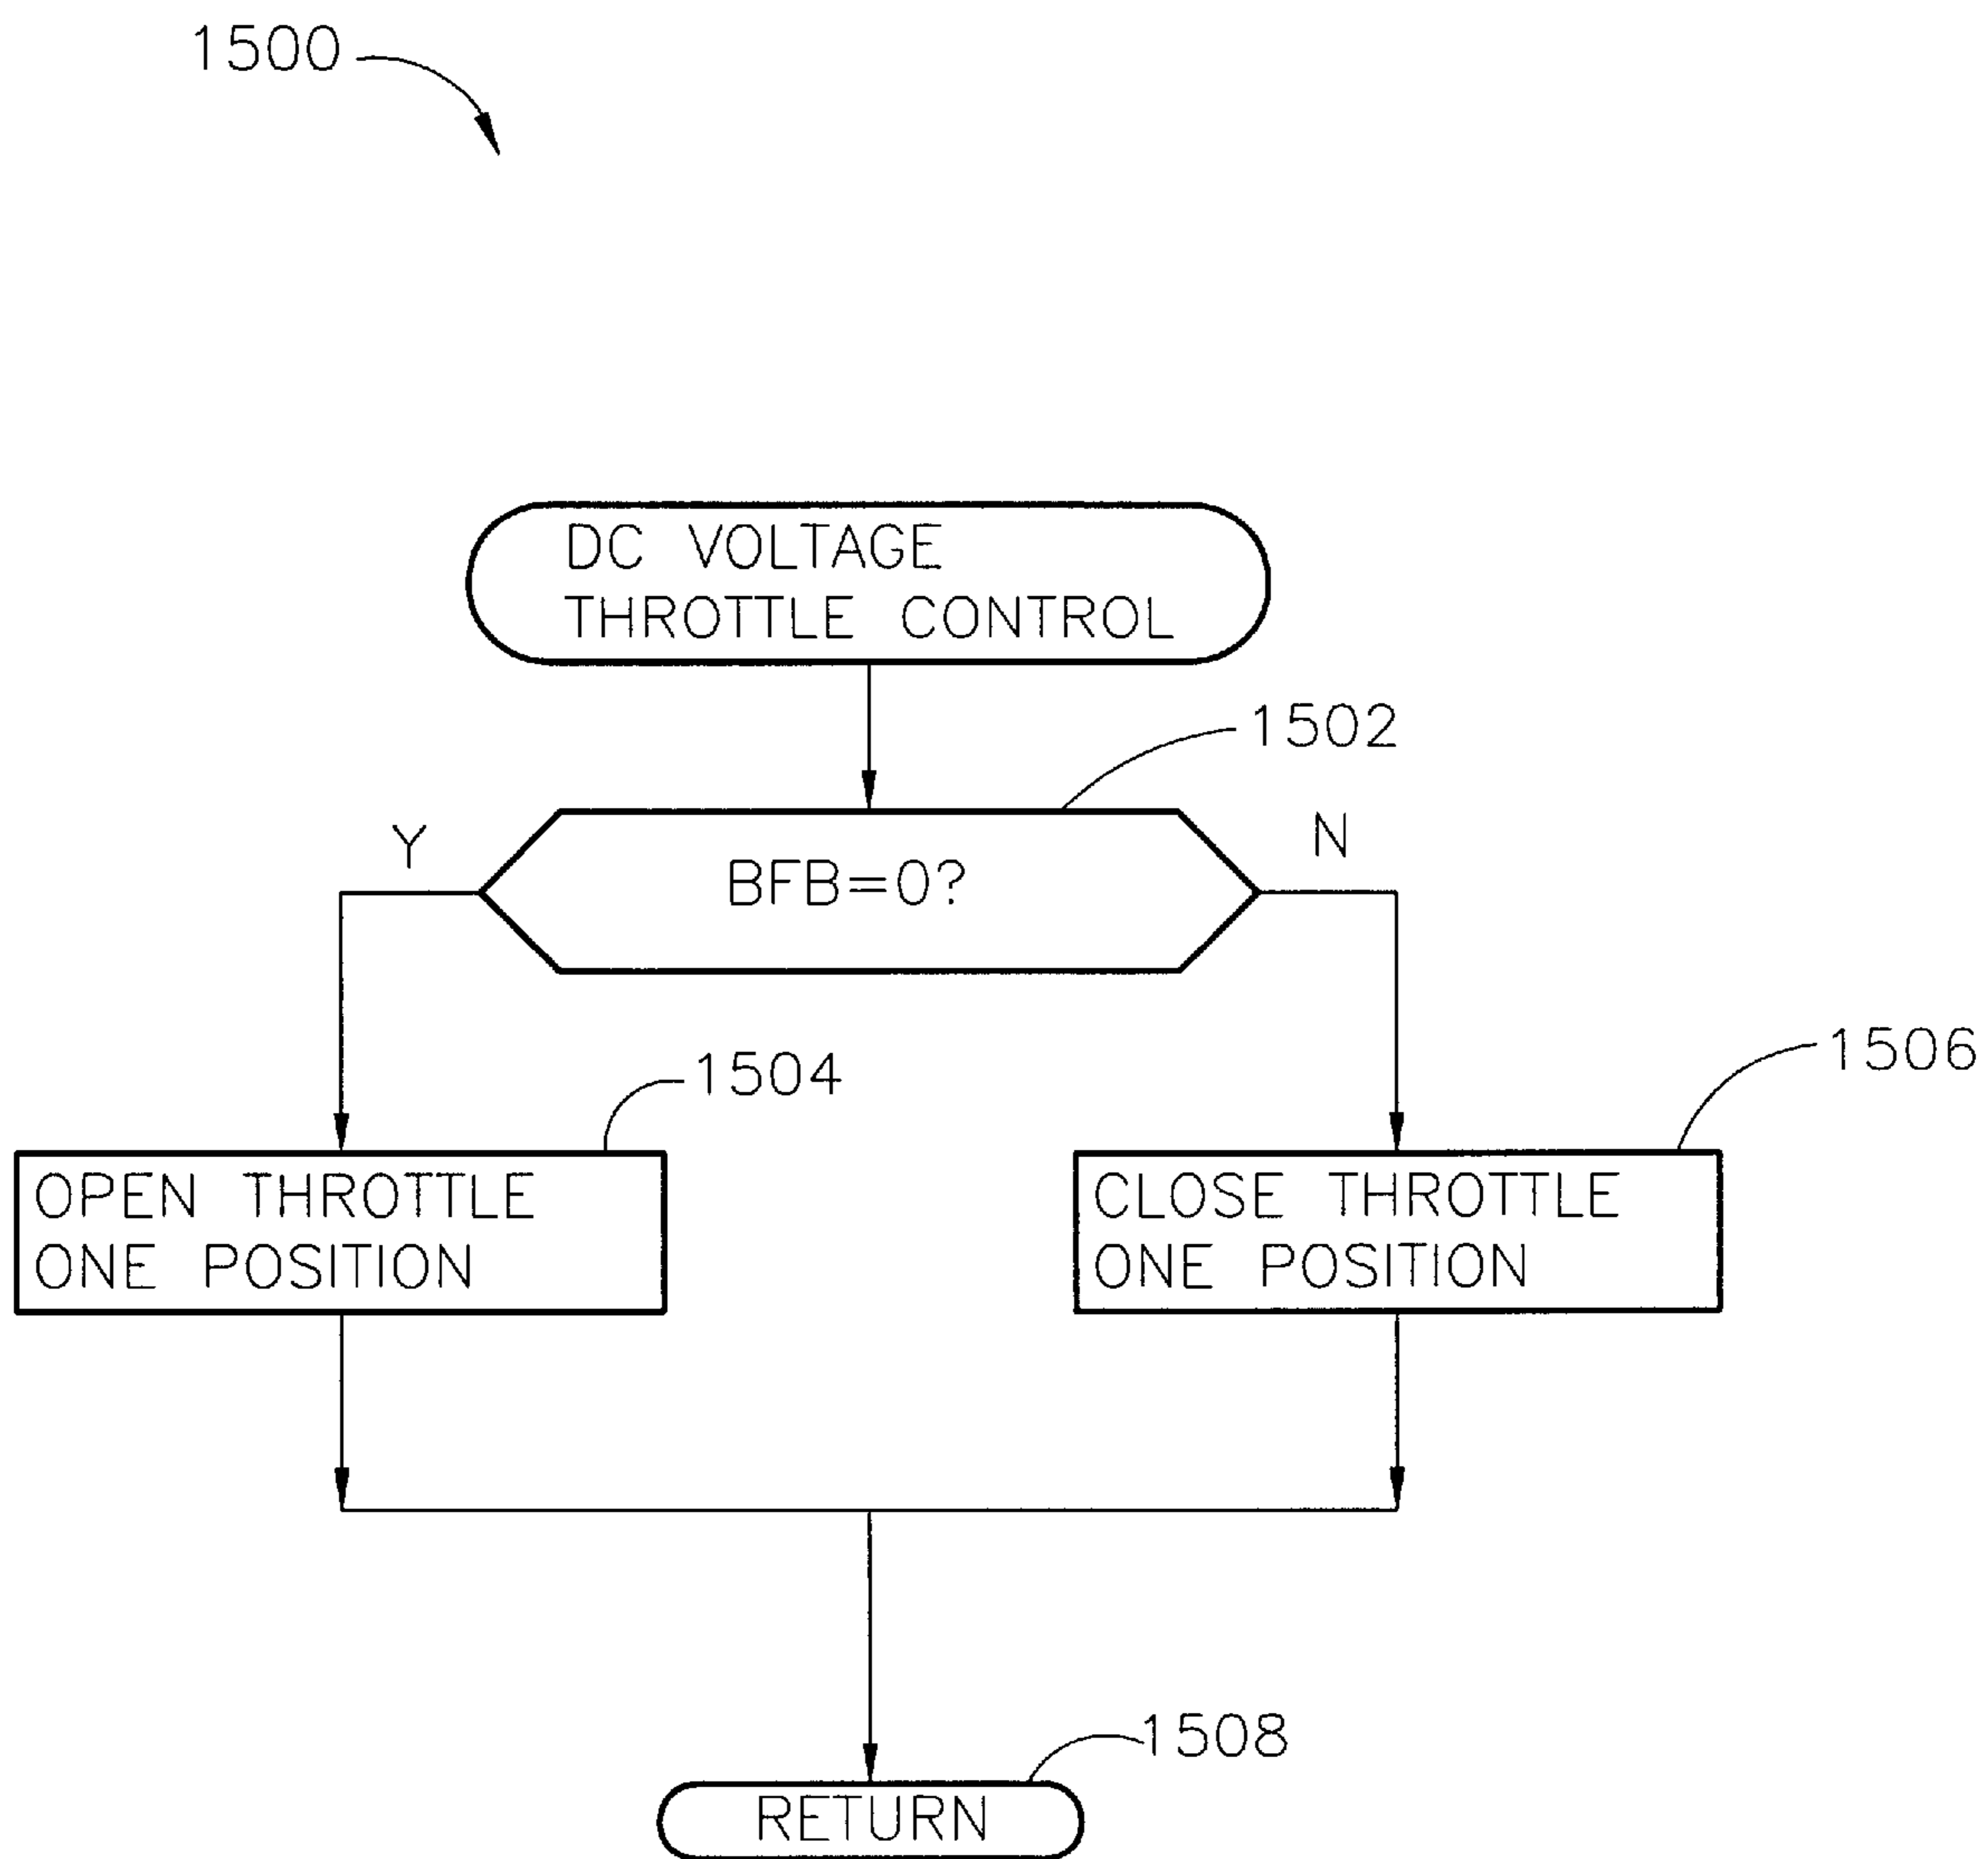 1500
DC VOLTAGE
THROTTLE CONTROL
1502
Y
N
BFB=0?
1504
1506
OPEN THROTTLE
ONE POSITION
CLOSE THROTTLE
ONE POSITION
1508
RETURN